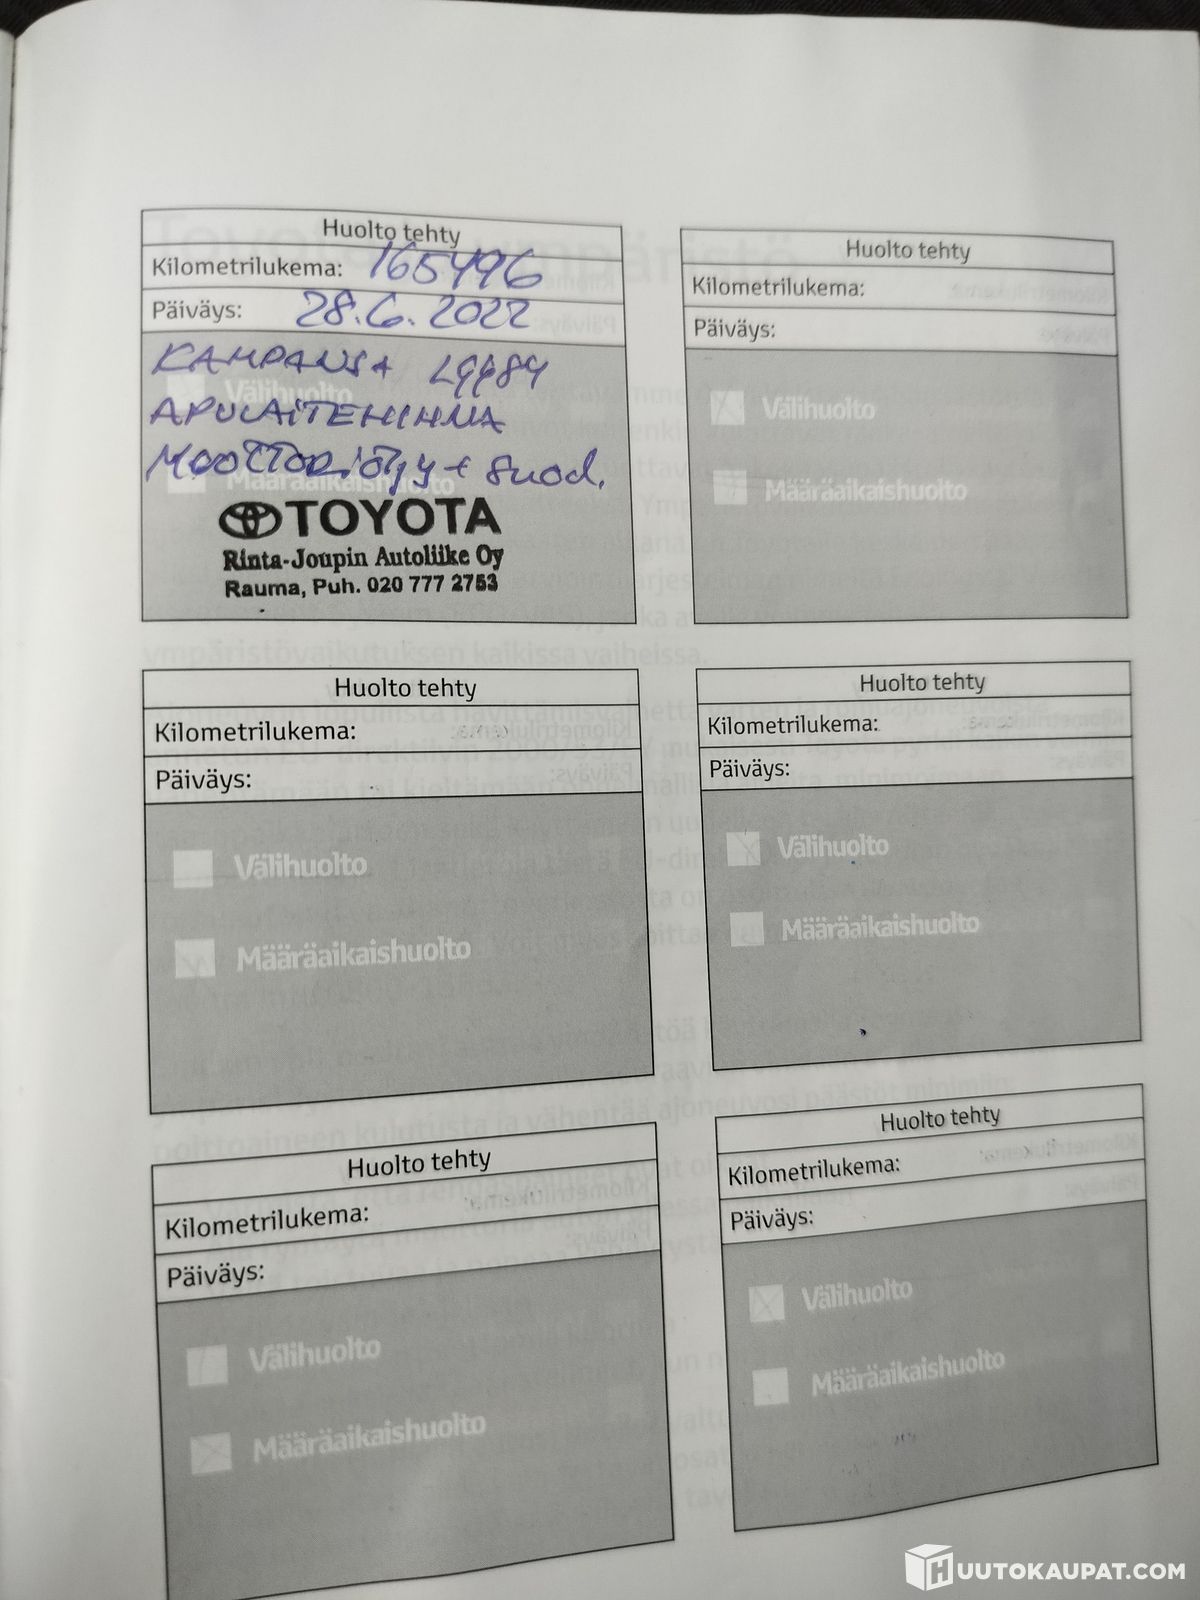 Huolto tehty
Kilometrilukema: 165496
Päiväys: 28.6.2022
KAMPANJA
Välihuolto
APULAITEHIHNA
MOOTTORiöljy + Suod.
Määräaikaishuolto
TOYOTA
Rinta-Joupin Autoliike Oy
Rauma, Puh. 020 777 2753
Huolto tehty
Kilometrilukema:
Päiväys:
Välihuolto
Määräaikaishuolto
Huolto tehty
Kilometrilukema:
Päiväys:
Välihuolto
Määräaikaishuolto
Huolto tehty
Kilometrilukema:
Päiväys:
Välihuolto
Määräaikaishuolto
Huolto tehty
Kilometrilukema:
Päiväys:
Välihuolto
Määräaikaishuolto
Huolto tehty
Kilometrilukema:
Päiväys:
Välihuolto
Määräaikaishuolto
HUUTOKAUPAT.COM